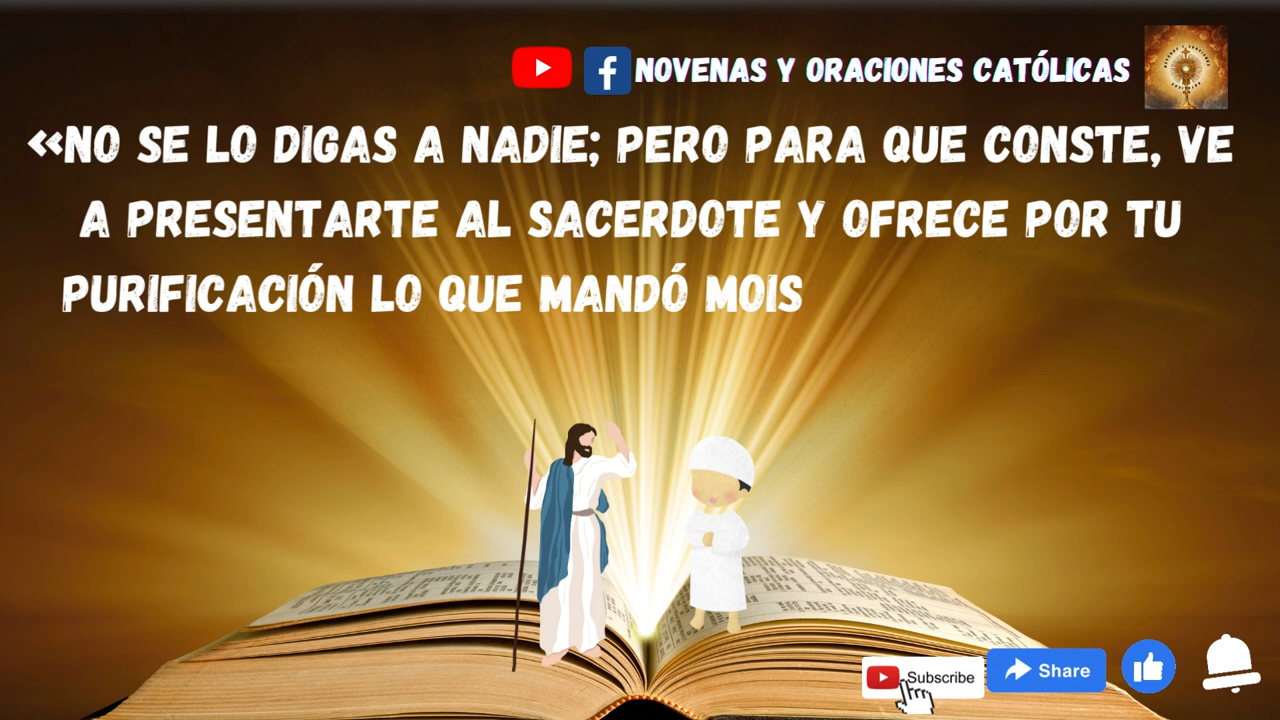 NOVENAS Y ORACIONES CATÓLICAS
«NO SE LO DIGAS A NADIE; PERO PARA QUE CONSTE, VE
A PRESENTARTE AL SACERDOTE Y OFRECE POR TU
PURIFICACIÓN LO QUE MANDÓ MOIS
Subscribe
Share